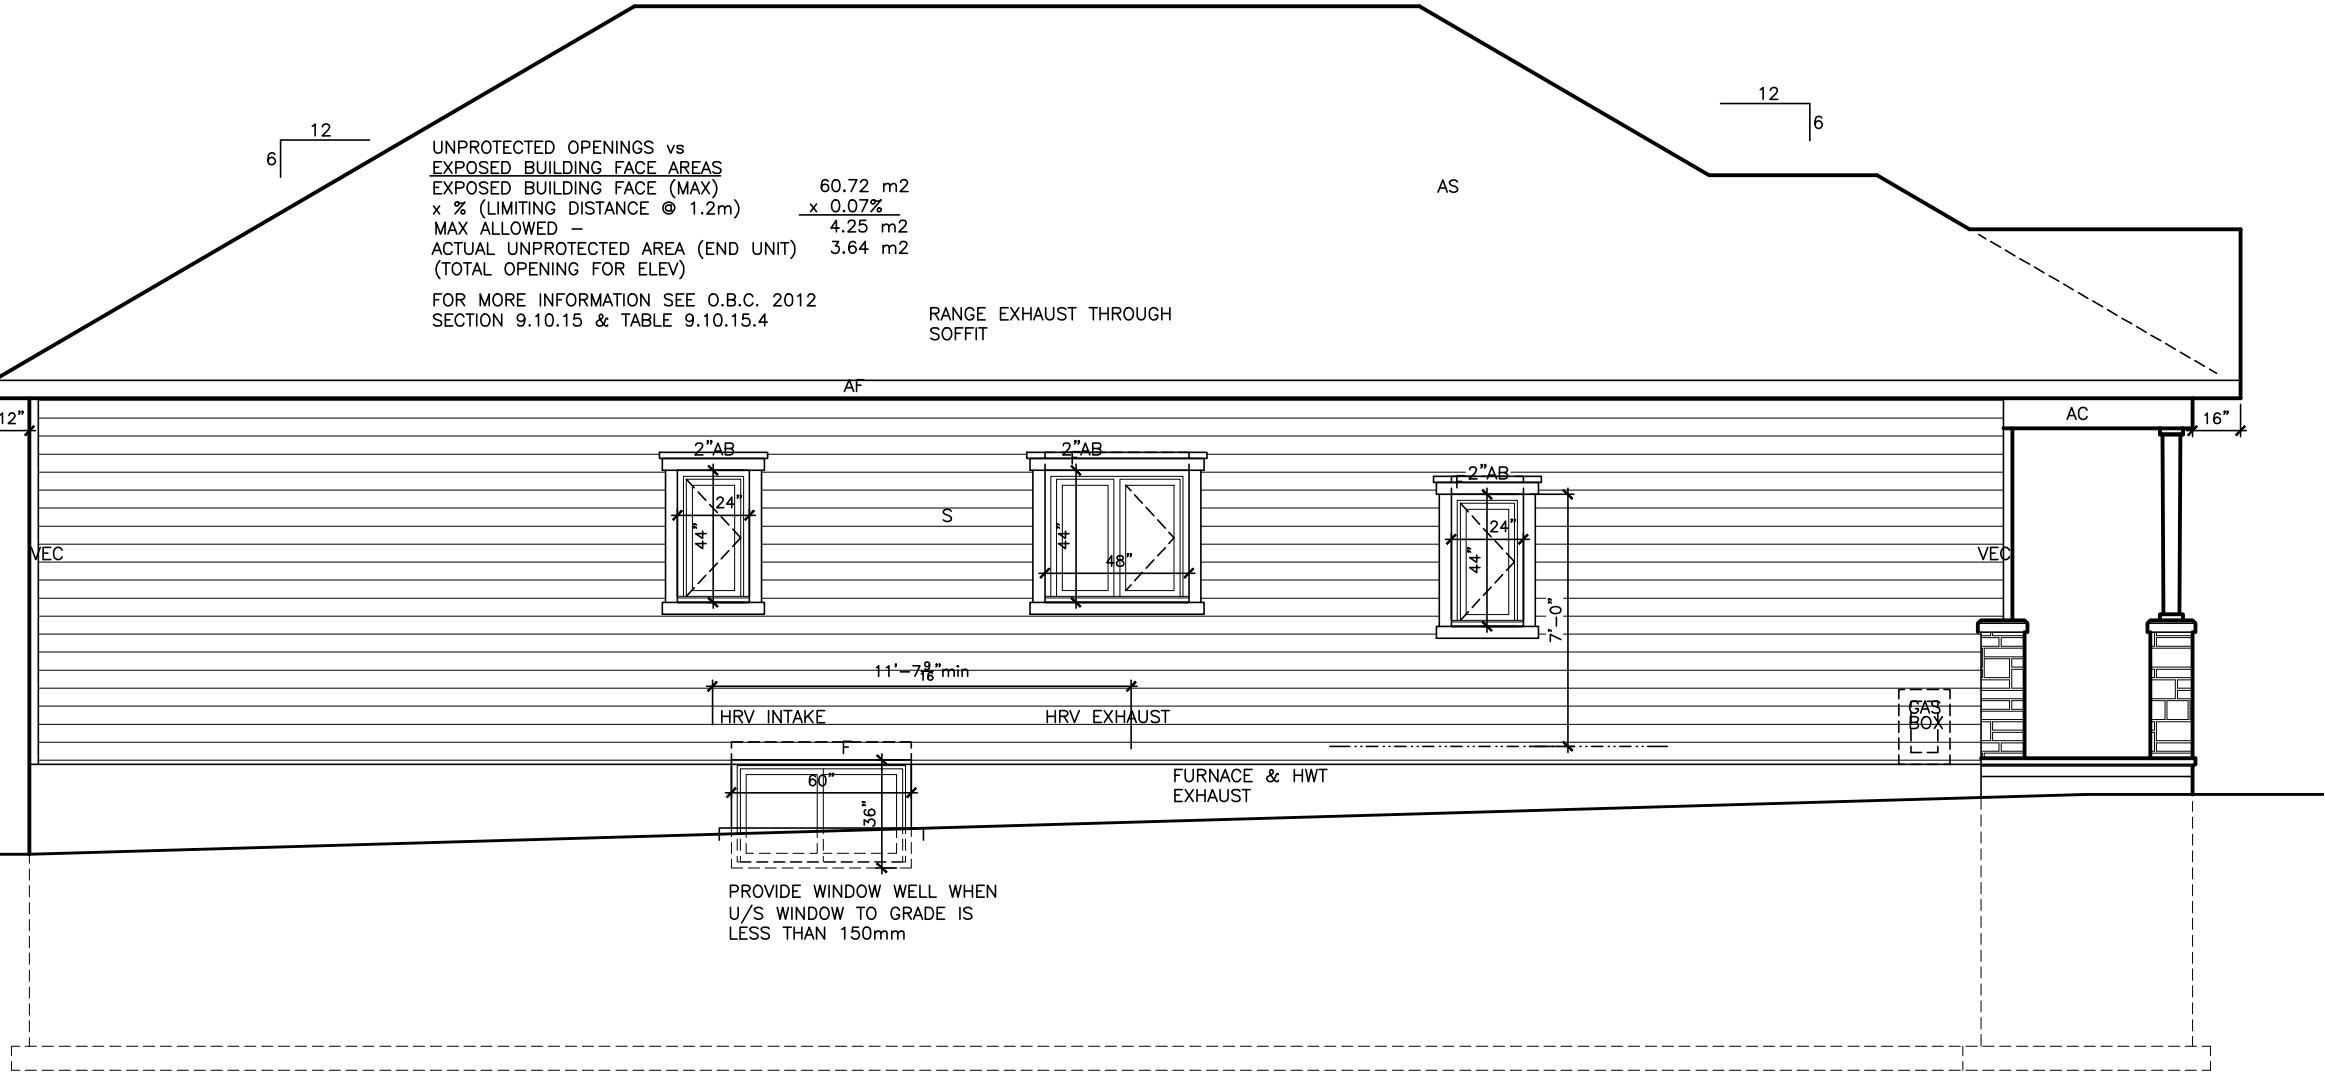 12
6
12
6
UNPROTECTED OPENINGS vs
EXPOSED BUILDING FACE AREAS
EXPOSED BUILDING FACE (MAX) 60.72 m2
x % (LIMITING DISTANCE @ 1.2m) x 0.07%
MAX ALLOWED – 4.25 m2
ACTUAL UNPROTECTED AREA (END UNIT) 3.64 m2
(TOTAL OPENING FOR ELEV)
FOR MORE INFORMATION SEE O.B.C. 2012
SECTION 9.10.15 & TABLE 9.10.15.4
AS
RANGE EXHAUST THROUGH
SOFFIT
AF
12"
AC
16"
2"AB
2"AB
2"AB
24"
44"
S
44"
48"
24"
44"
VEC
VEC
7'-0"
11'-7 9/16"min
HRV INTAKE
HRV EXHAUST
GAS
BOX
F
60"
36"
FURNACE & HWT
EXHAUST
PROVIDE WINDOW WELL WHEN
U/S WINDOW TO GRADE IS
LESS THAN 150mm